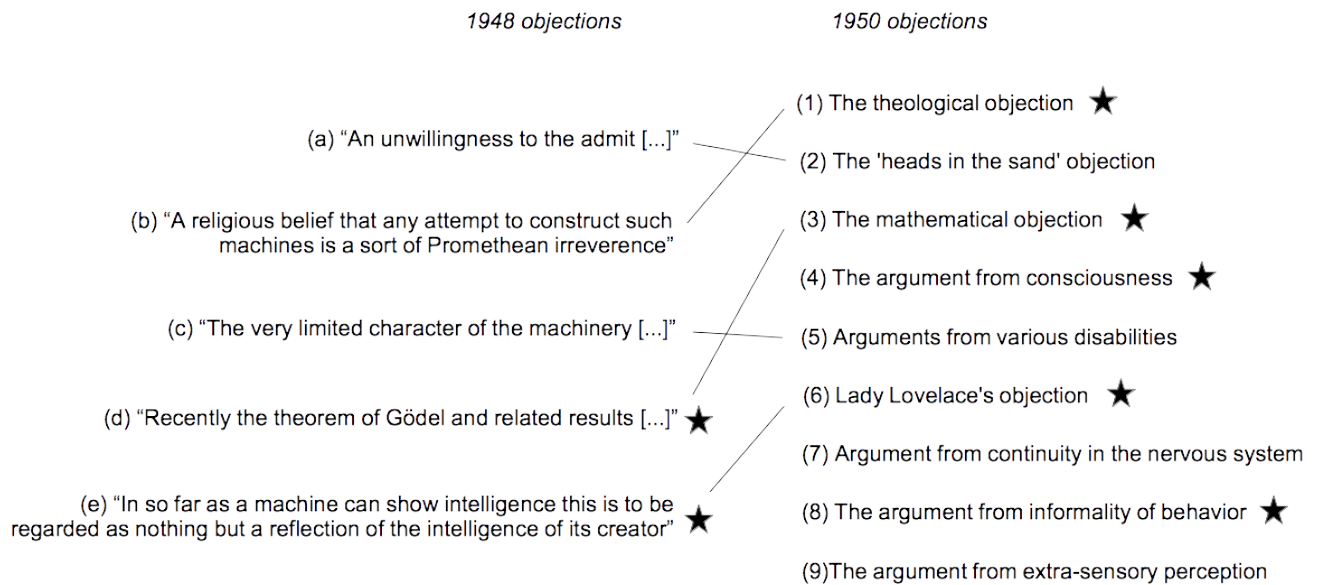 1948 objections
1950 objections
(a) “An unwillingness to the admit [...]”
(b) “A religious belief that any attempt to construct such
machines is a sort of Promethean irreverence”
(c) “The very limited character of the machinery [...]”
(d) “Recently the theorem of Gödel and related results [...]”
(e) “In so far as a machine can show intelligence this is to be
regarded as nothing but a reflection of the intelligence of its creator”
(1) The theological objection
(2) The 'heads in the sand' objection
(3) The mathematical objection
(4) The argument from consciousness
(5) Arguments from various disabilities
(6) Lady Lovelace's objection
(7) Argument from continuity in the nervous system
(8) The argument from informality of behavior
(9)The argument from extra-sensory perception